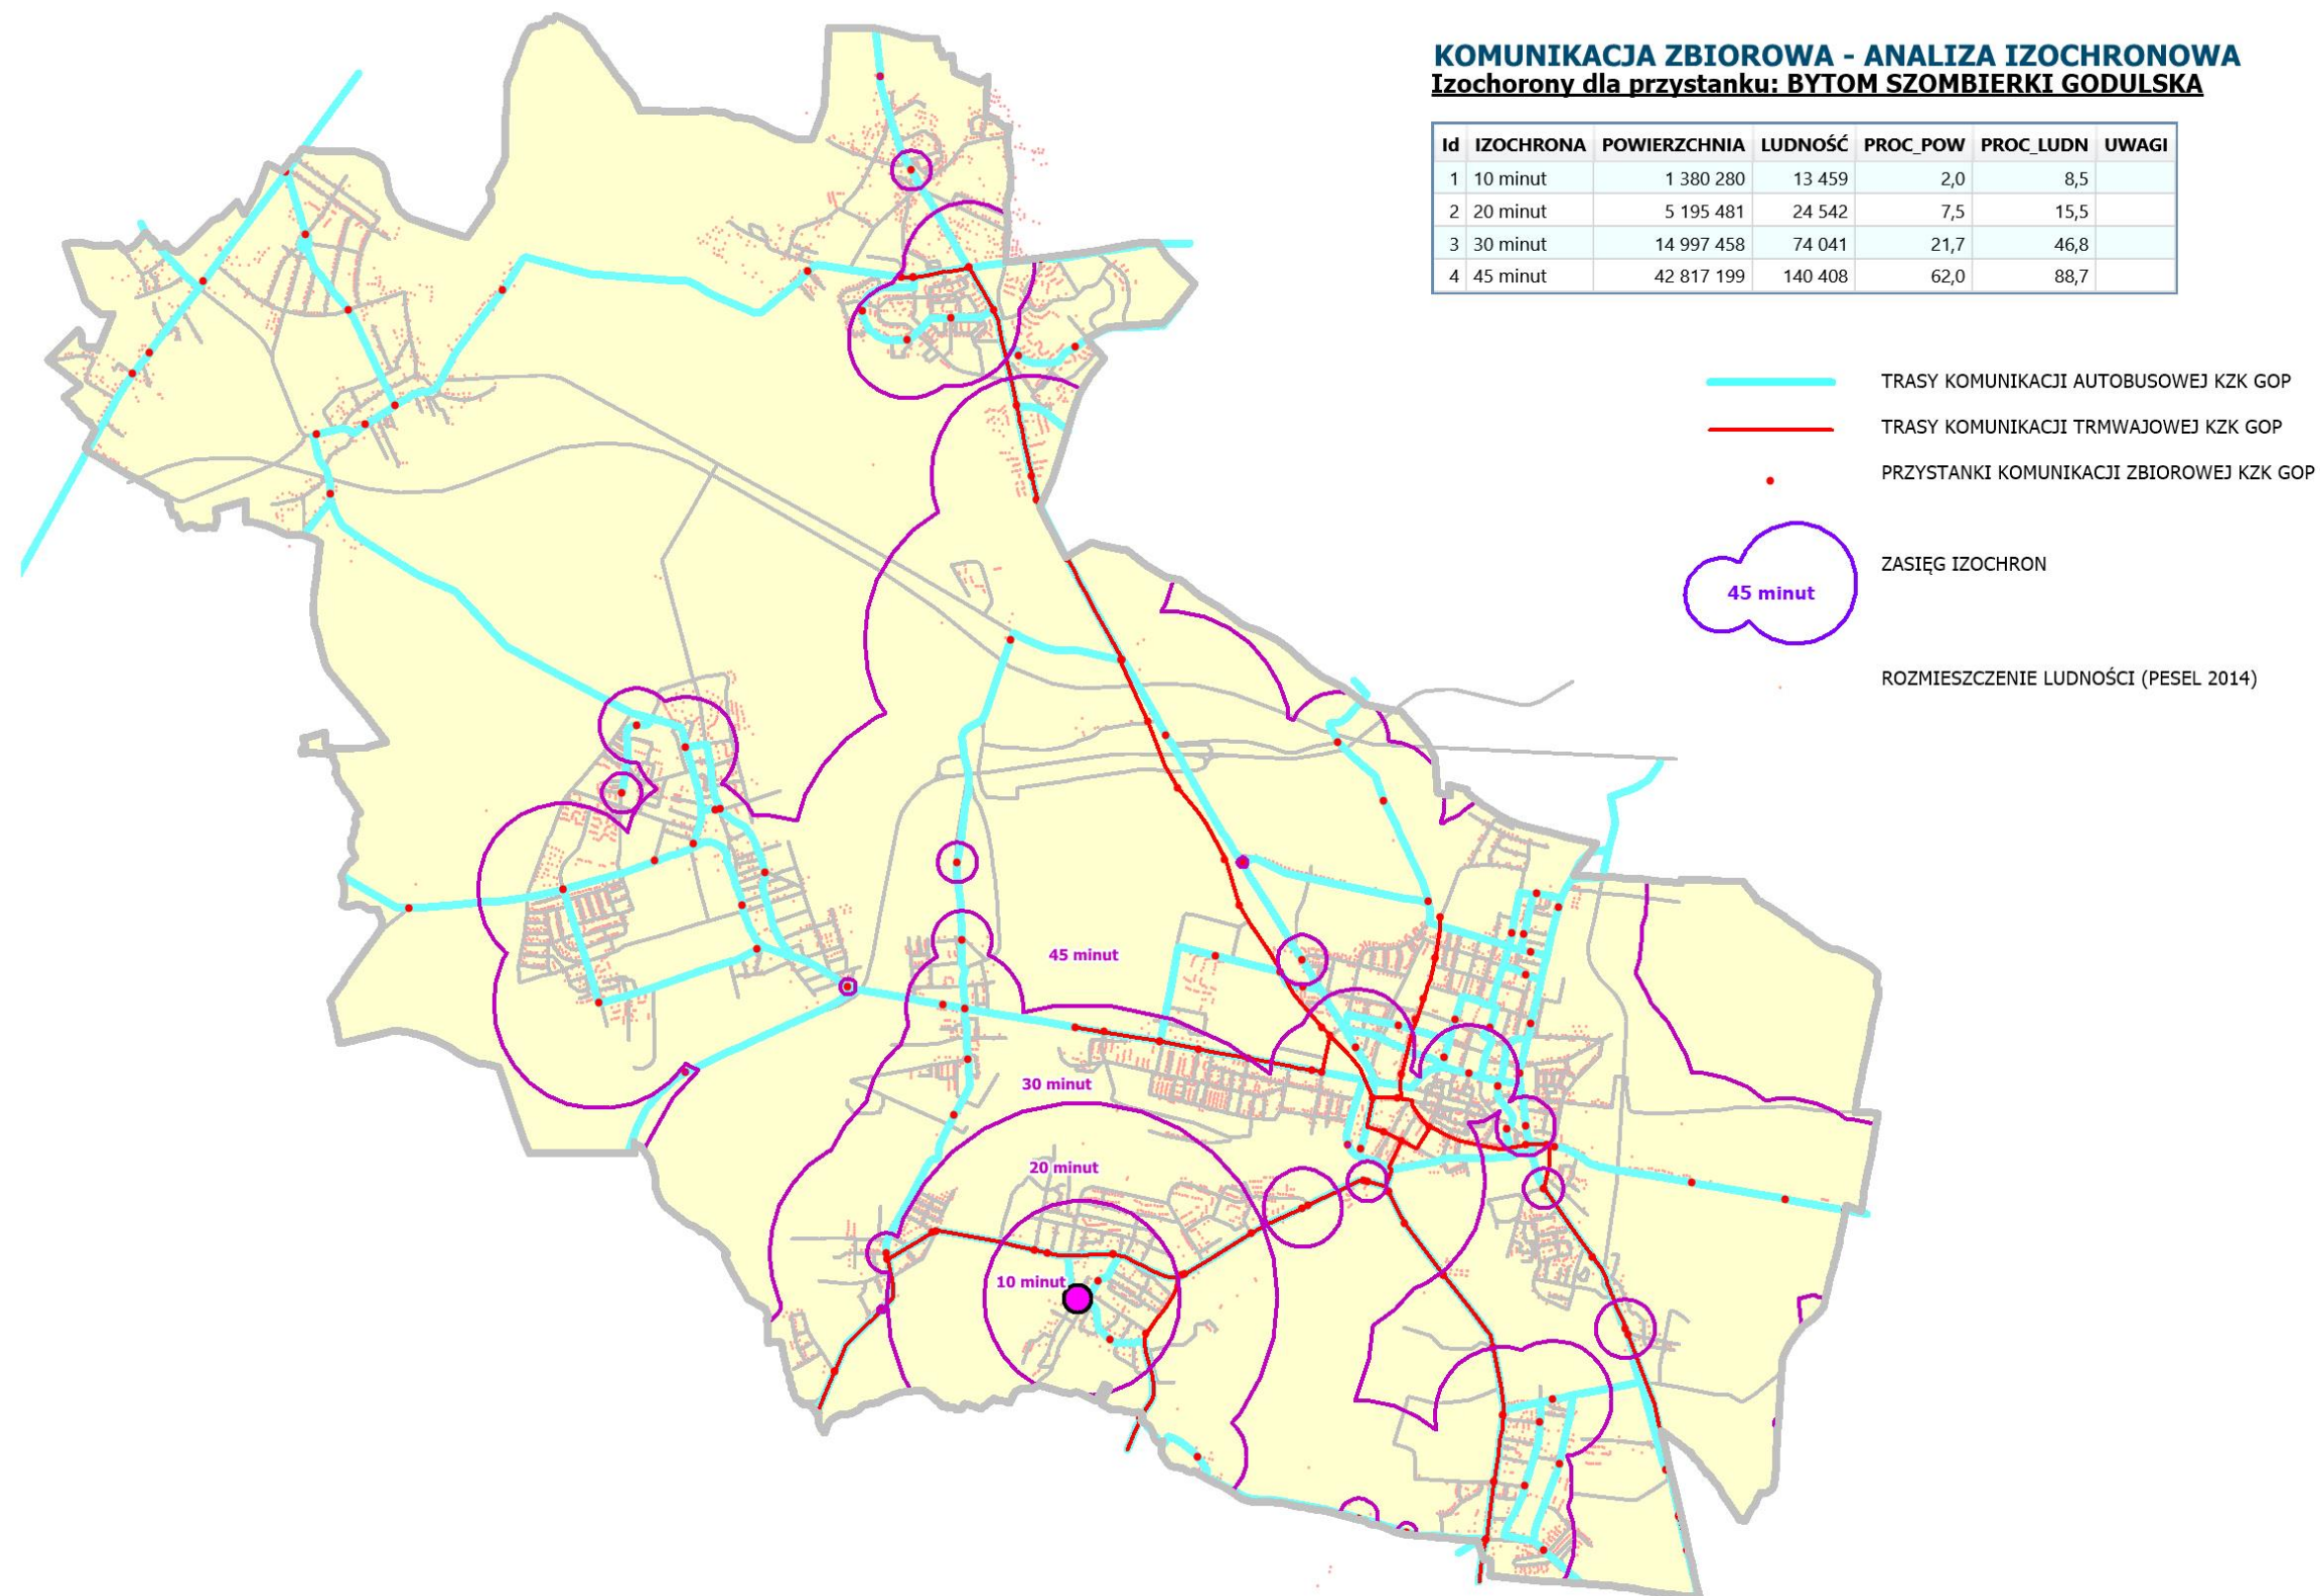 KOMUNIKACJA ZBIOROWA - ANALIZA IZOCHRONOWA
Izochorony dla przystanku: BYTOM SZOMBIERKI GODULSKA
Id IZOCHRONA POWIERZCHNIA LUDNOŚĆ PROC_POW PROC_LUDN UWAGI
1 10 minut 1 380 280 13 459 2,0 8,5
2 20 minut 5 195 481 24 542 7,5 15,5
3 30 minut 14 997 458 74 041 21,7 46,8
4 45 minut 42 817 199 140 408 62,0 88,7
TRASY KOMUNIKACJI AUTOBUSOWEJ KZK GOP
TRASY KOMUNIKACJI TRMWAJOWEJ KZK GOP
PRZYSTANKI KOMUNIKACJI ZBIOROWEJ KZK GOP
ZASIĘG IZOCHRON
45 minut
ROZMIESZCZENIE LUDNOŚCI (PESEL 2014)
45 minut
30 minut
20 minut
10 minut